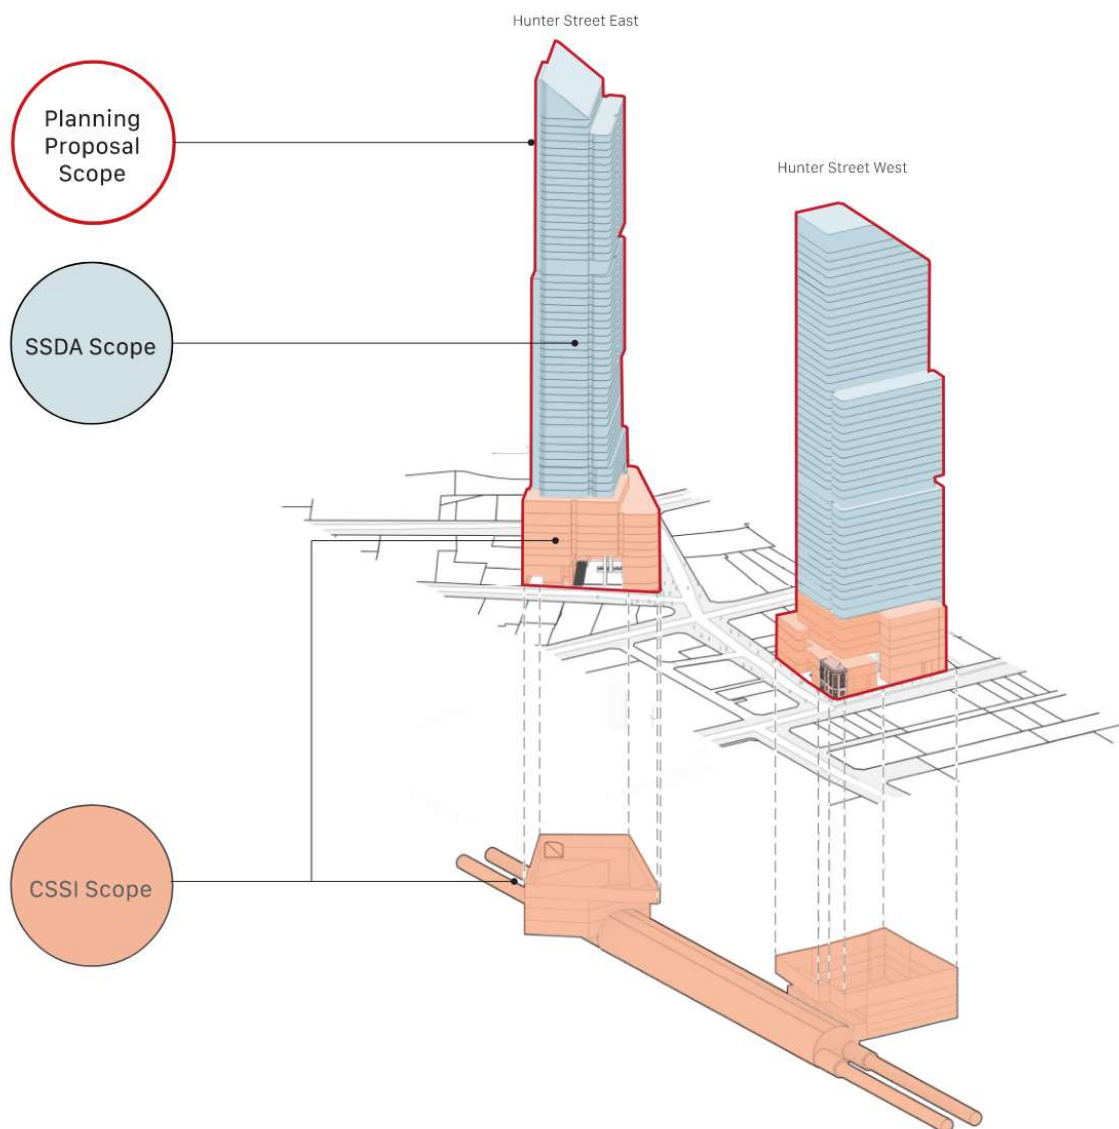 Hunter Street East
Planning
Proposal
Scope
Hunter Street West
SSDA Scope
CSSI Scope